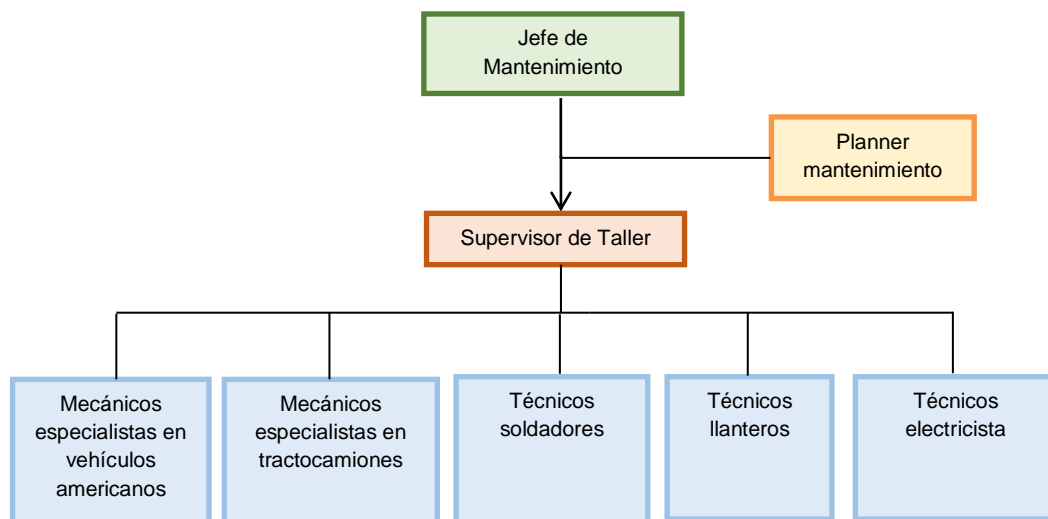 Jefe de
Mantenimiento
Planner
mantenimiento
Supervisor de Taller
Mecánicos
especialistas en
vehículos
americanos
Mecánicos
especialistas en
tractocamiones
Técnicos
soldadores
Técnicos
llanteros
Técnicos
electricista